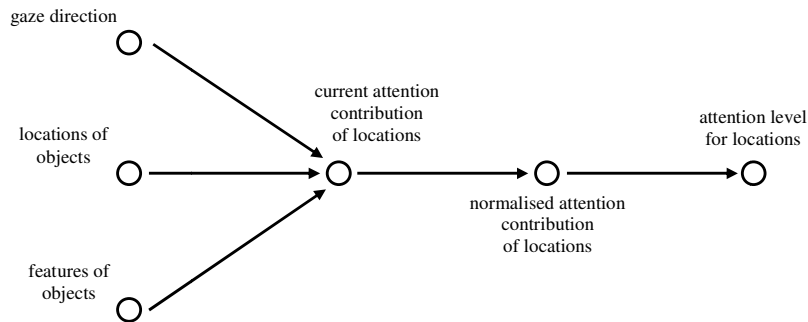 gaze direction
locations of
objects
features of
objects
current attention
contribution
of locations
normalised attention
contribution
of locations
attention level
for locations